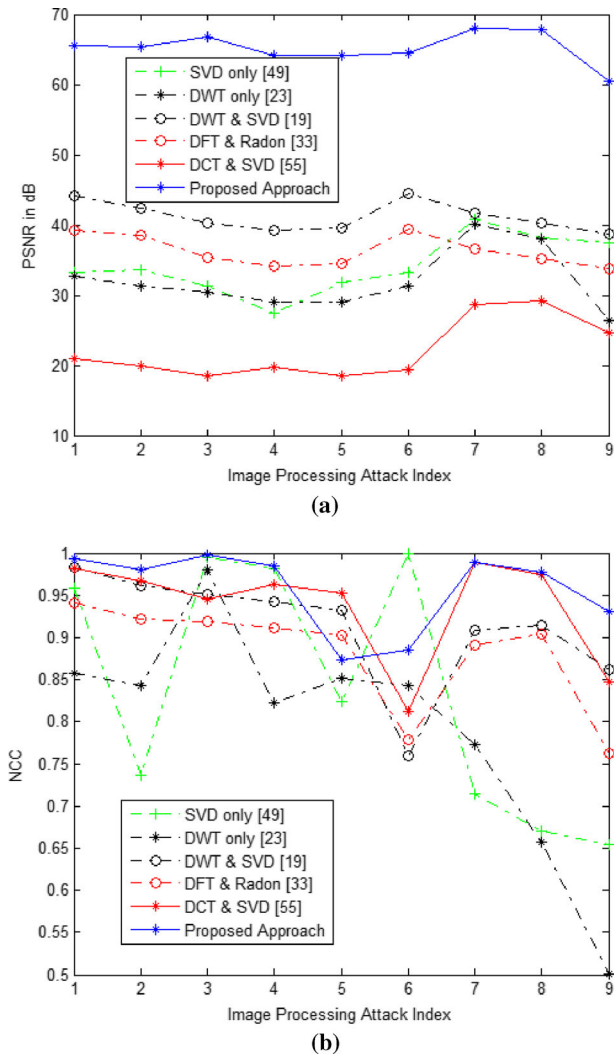 70
60
50
40
30
20
10
PSNR in dB
SVD only [49]
DWT only [23]
DWT & SVD [19]
DFT & Radon [33]
DCT & SVD [55]
Proposed Approach
1 2 3 4 5 6 7 8 9
Image Processing Attack Index
(a)
1
0.95
0.9
0.85
0.8
0.75
0.7
0.65
0.6
0.55
0.5
NCC
SVD only [49]
DWT only [23]
DWT & SVD [19]
DFT & Radon [33]
DCT & SVD [55]
Proposed Approach
1 2 3 4 5 6 7 8 9
Image Processing Attack Index
(b)